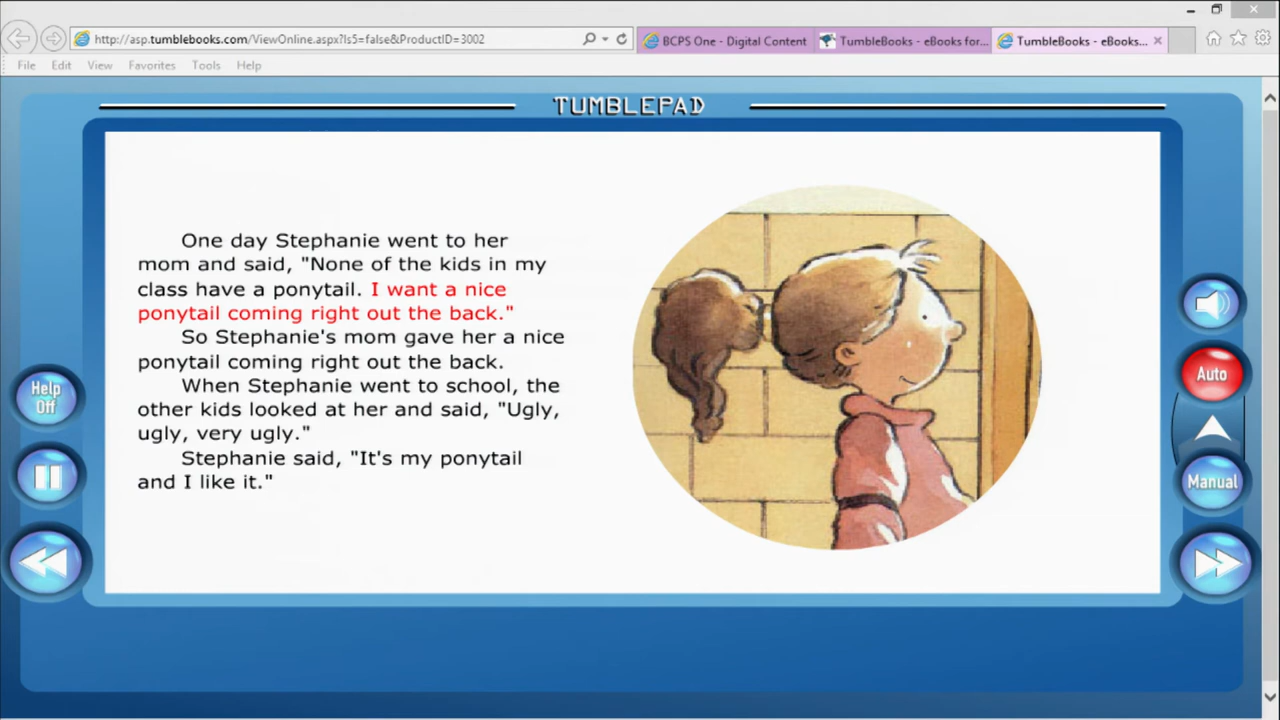 http://asp.tumblebooks.com/ViewOnline.aspx?ls5=false&ProductID=3002
BCPS One - Digital Content
TumbleBooks - eBooks for...
TumbleBooks - eBooks...
File Edit View Favorites Tools Help
TUMBLEPAD
One day Stephanie went to her
mom and said, "None of the kids in my
class have a ponytail. I want a nice
ponytail coming right out the back."
So Stephanie's mom gave her a nice
ponytail coming right out the back.
When Stephanie went to school, the
other kids looked at her and said, "Ugly,
ugly, very ugly."
Stephanie said, "It's my ponytail
and I like it."
Help
Off
Auto
Manual